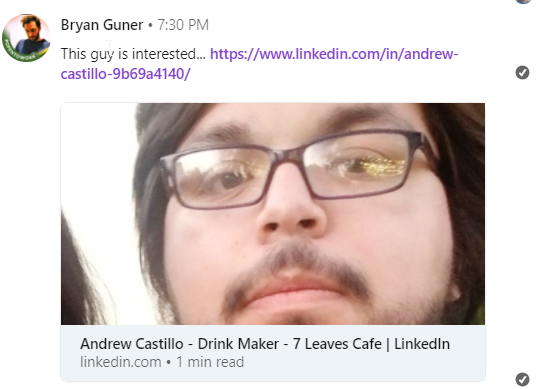 Bryan Guner • 7:30 PM
This guy is interested... https://www.linkedin.com/in/andrew-
castillo-9b69a4140/
Andrew Castillo - Drink Maker - 7 Leaves Cafe | LinkedIn
linkedin.com • 1 min read